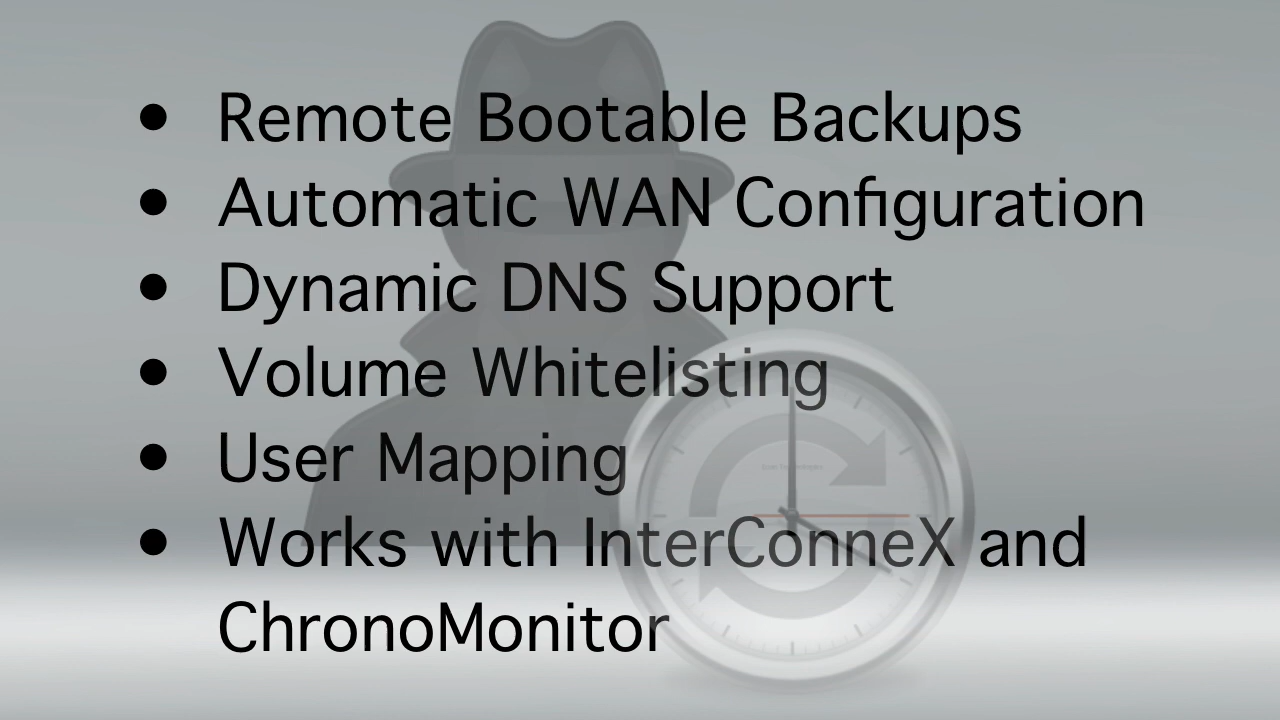 • Remote Bootable Backups
• Automatic WAN Configuration
• Dynamic DNS Support
• Volume Whitelisting
• User Mapping
• Works with InterConneX and
ChronoMonitor